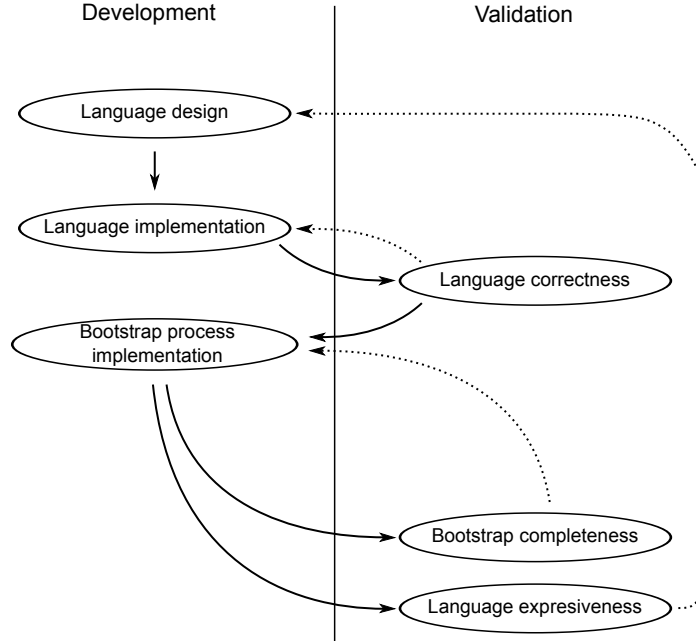 Development
Validation
Language design
Language implementation
Language correctness
Bootstrap process
implementation
Bootstrap completeness
Language expresiveness